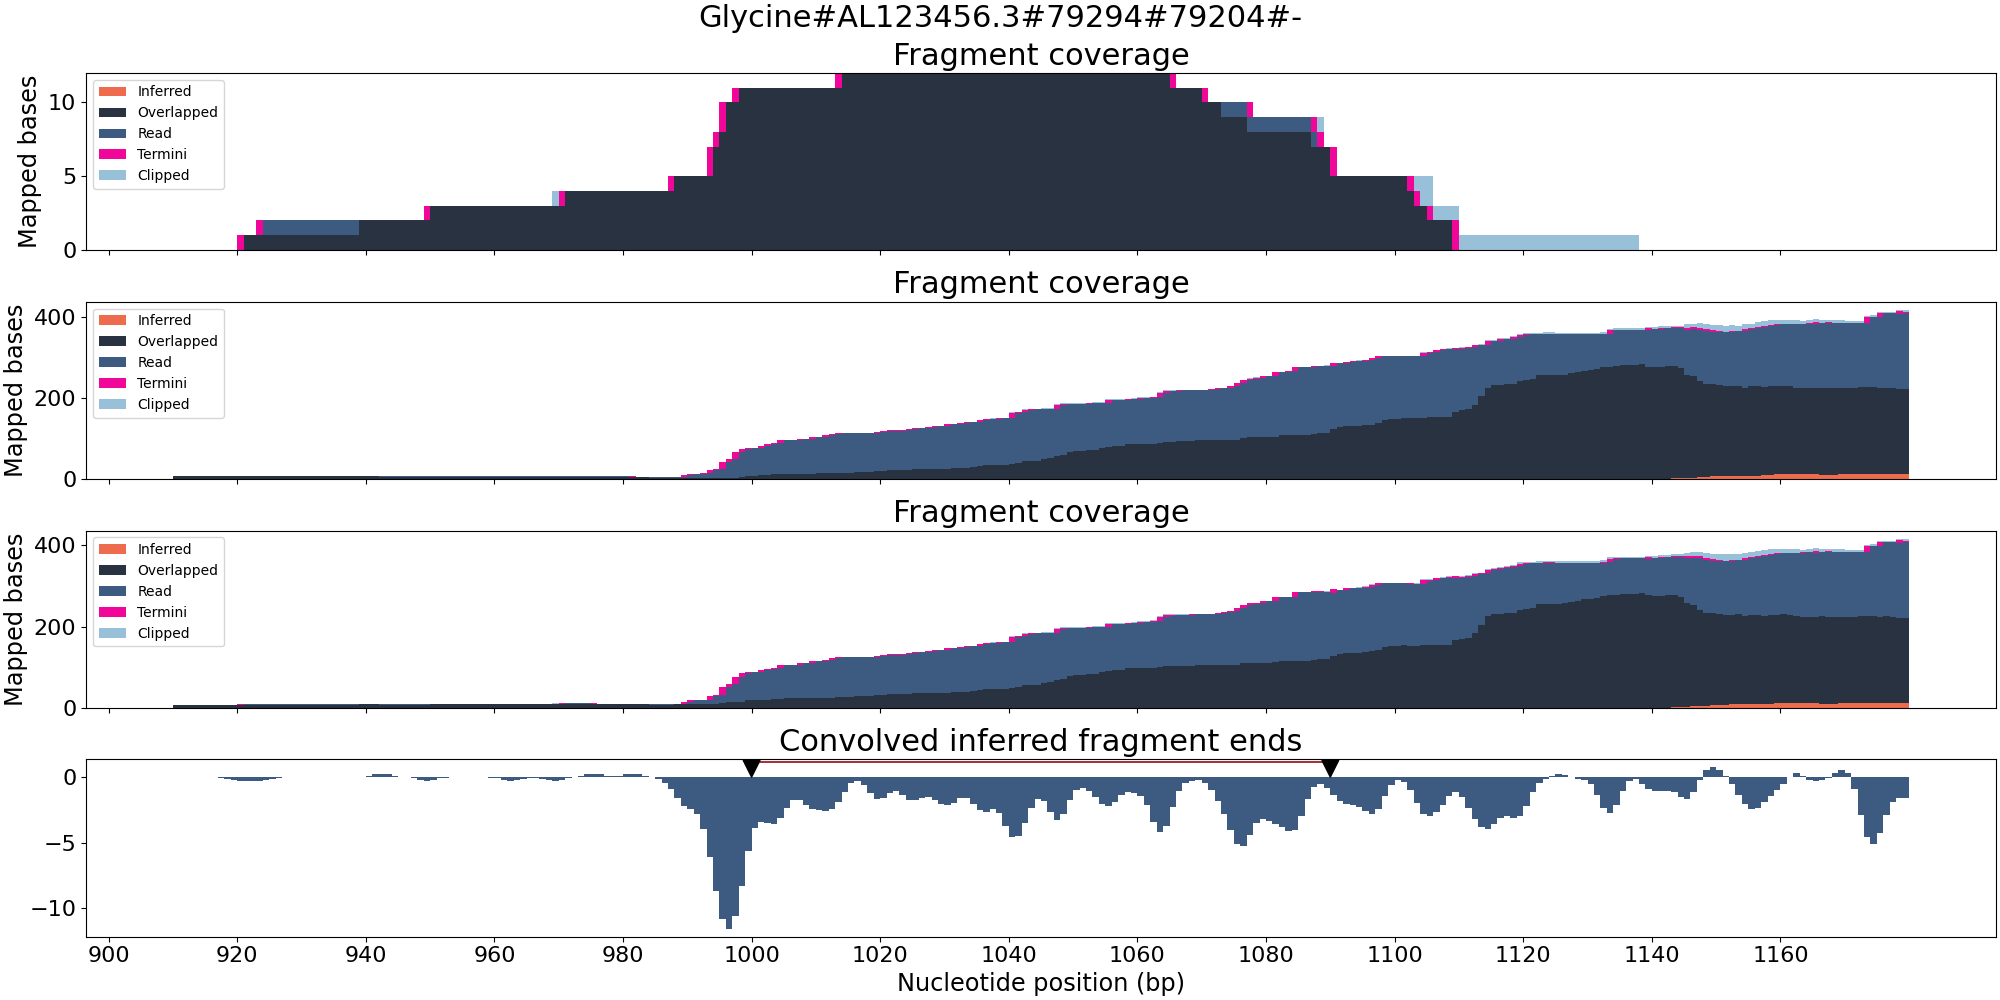 Glycine#AL123456.3#79294#79204#-
Fragment coverage
Mapped bases
10
5
0
Inferred
Overlapped
Read
Termini
Clipped
Fragment coverage
Mapped bases
400
200
0
Inferred
Overlapped
Read
Termini
Clipped
Fragment coverage
Mapped bases
400
200
0
Inferred
Overlapped
Read
Termini
Clipped
Convolved inferred fragment ends
0
−5
−10
900 920 940 960 980 1000 1020 1040 1060 1080 1100 1120 1140 1160
Nucleotide position (bp)